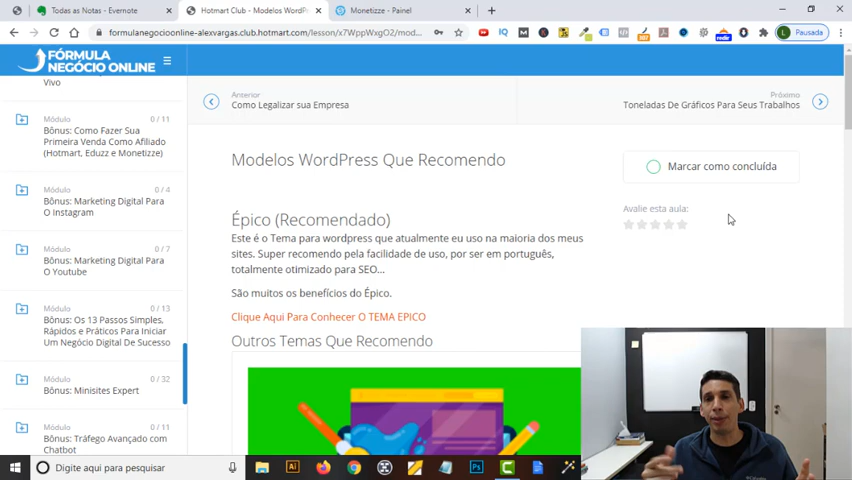 Todas as Notas - Evernote
Hotmart Club - Modelos WordPr
Monetizze - Painel
formulanegocioonline-alexvargas.club.hotmart.com/lesson/x7WppWxgO2/mod...
Pausada
FÓRMULA
NEGÓCIO ONLINE
Vivo
Módulo 0 / 11
Bônus: Como Fazer Sua
Primeira Venda Como Afiliado
(Hotmart, Eduzz e Monetizze)
Módulo 0 / 4
Bônus: Marketing Digital Para
O Instagram
Módulo 0 / 7
Bônus: Marketing Digital Para
O Youtube
Módulo 0 / 13
Bônus: Os 13 Passos Simples,
Rápidos e Práticos Para Iniciar
Um Negócio Digital De Sucesso
Módulo 0 / 32
Bônus: Minisites Expert
Módulo 0 / 11
Bônus: Tráfego Avançado com
Chatbot
Anterior
Como Legalizar sua Empresa
Próximo
Toneladas De Gráficos Para Seus Trabalhos
Modelos WordPress Que Recomendo
Marcar como concluída
Avalie esta aula:
Épico (Recomendado)
Este é o Tema para wordpress que atualmente eu uso na maioria dos meus
sites. Super recomendo pela facilidade de uso, por ser em português,
totalmente otimizado para SEO...
São muitos os benefícios do Épico.
Clique Aqui Para Conhecer O TEMA EPICO
Outros Temas Que Recomendo
Digite aqui para pesquisar